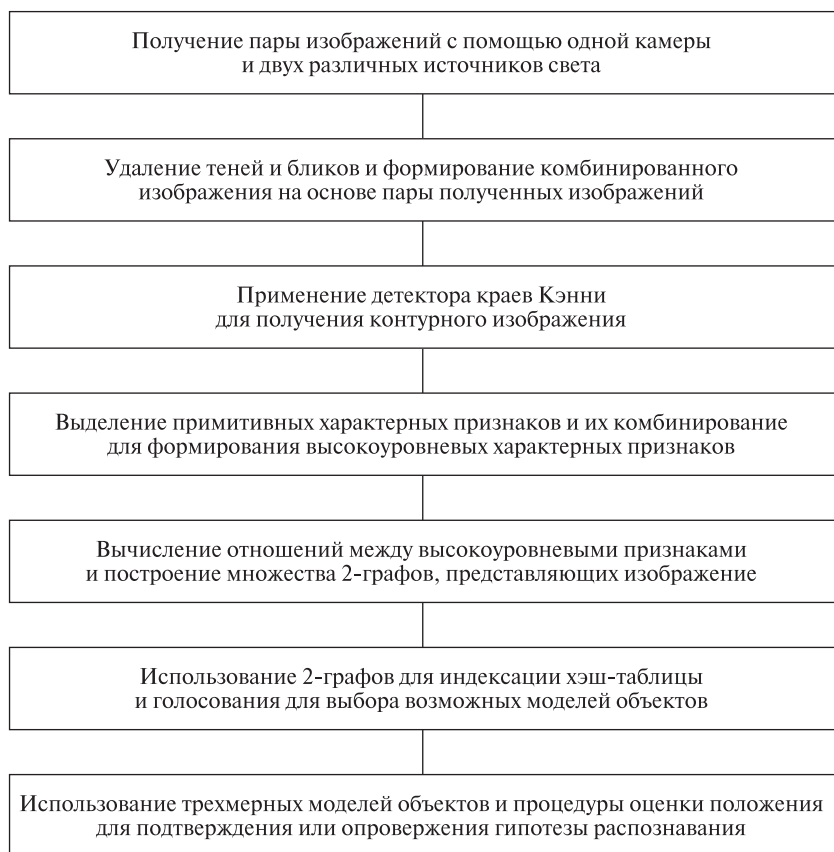 Получение пары изображений с помощью одной камеры
и двух различных источников света
Удаление теней и бликов и формирование комбинированного
изображения на основе пары полученных изображений
Применение детектора краев Кэнни
для получения контурного изображения
Выделение примитивных характерных признаков и их комбинирование
для формирования высокоуровневых характерных признаков
Вычисление отношений между высокоуровневыми признаками
и построение множества 2-графов, представляющих изображение
Использование 2-графов для индексации хэш-таблицы
и голосования для выбора возможных моделей объектов
Использование трехмерных моделей объектов и процедуры оценки положения
для подтверждения или опровержения гипотезы распознавания